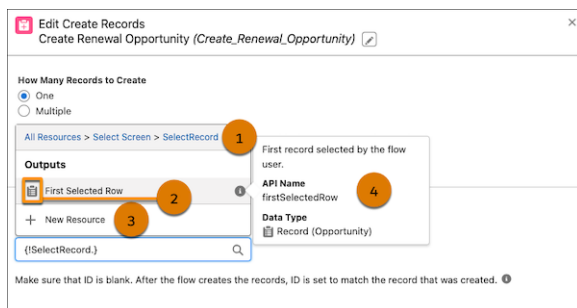 Edit Create Records
Create Renewal Opportunity (Create_Renewal_Opportunity)
How Many Records to Create
One
Multiple
All Resources > Select Screen > SelectRecord
1
Outputs
First Selected Row
2
+ New Resource
3
{!SelectRecord.}
First record selected by the flow
user.
API Name
firstSelectedRow
4
Data Type
Record (Opportunity)
Make sure that ID is blank. After the flow creates the records, ID is set to match the record that was created.